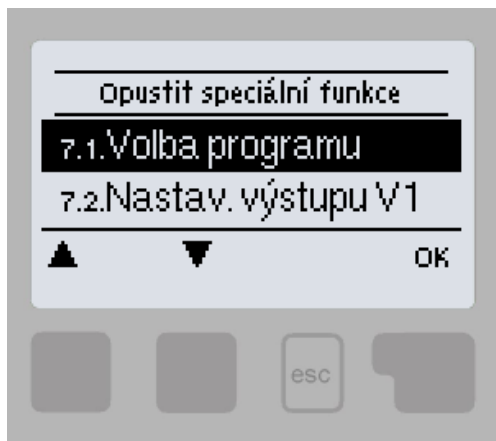 Opustit speciální funkce
7.1.Volba programu
7.2.Nastav. výstupu V1
OK
esc